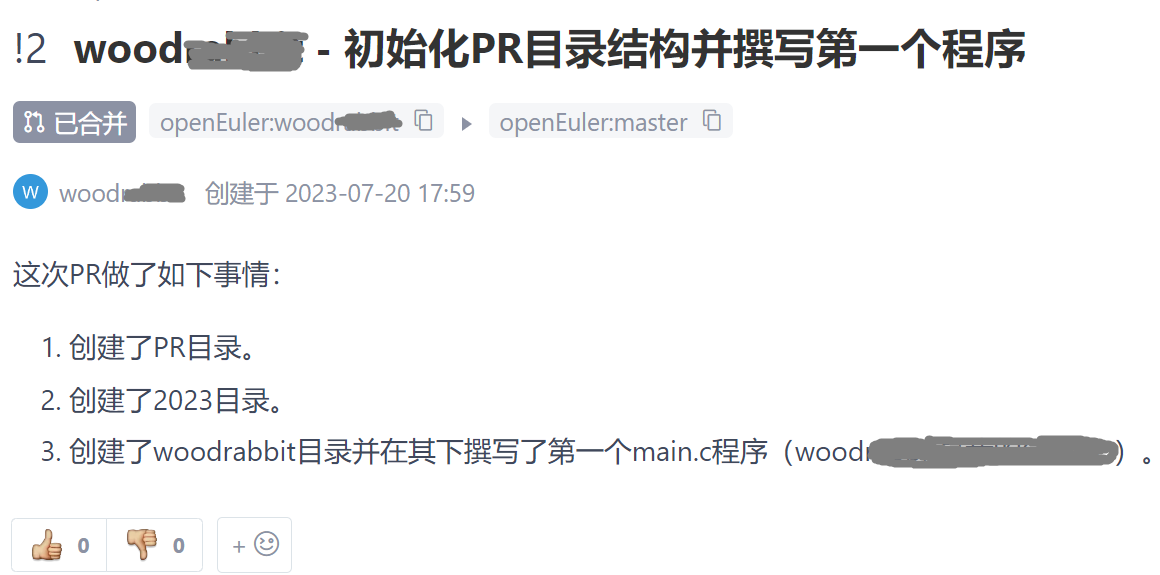 !2 wood - 初始化PR目录结构并撰写第一个程序
已合并 openEuler:wood openEuler:master
W wood 创建于 2023-07-20 17:59
这次PR做了如下事情：
1. 创建了PR目录。
2. 创建了2023目录。
3. 创建了woodrabbit目录并在其下撰写了第一个main.c程序（wood）。
0 0 +